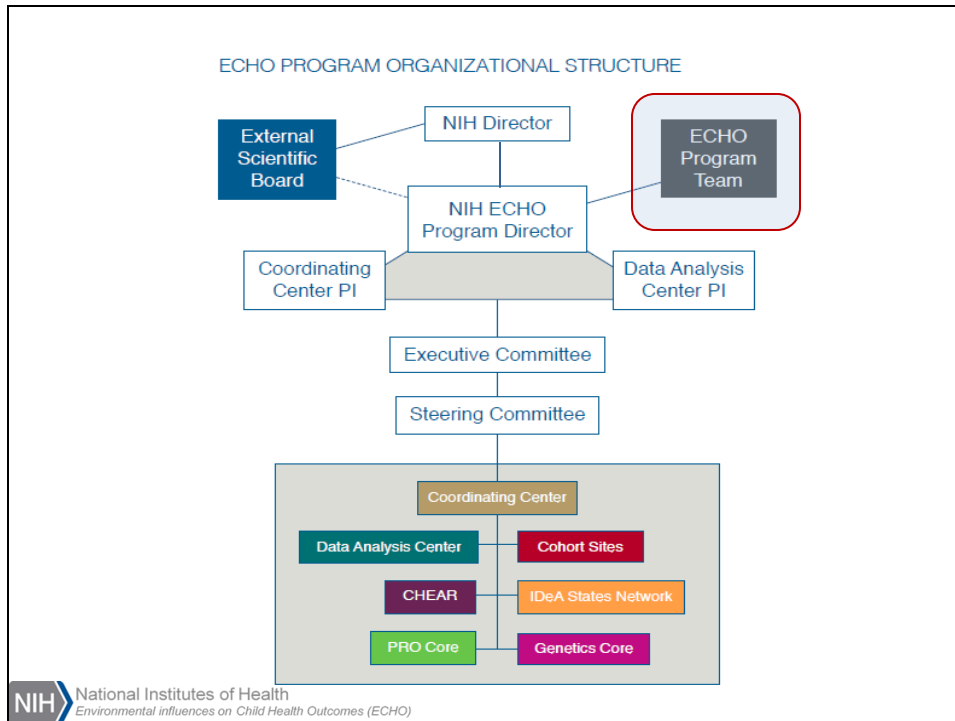 ECHO PROGRAM ORGANIZATIONAL STRUCTURE
External
Scientific
Board
NIH Director
ECHO
Program
Team
NIH ECHO
Program Director
Coordinating
Center PI
Data Analysis
Center PI
Executive Committee
Steering Committee
Coordinating Center
Data Analysis Center
Cohort Sites
CHEAR
IDeA States Network
PRO Core
Genetics Core
NIH
National Institutes of Health
Environmental influences on Child Health Outcomes (ECHO)